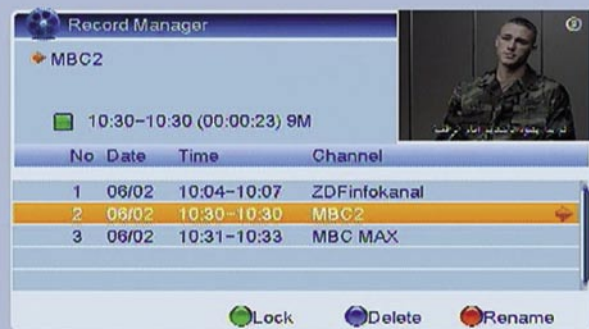 Record Manager
MBC2
10:30-10:30 (00:00:23) 9M
No Date Time Channel
1 06/02 10:04-10:07 ZDFinfokanal
2 06/02 10:30-10:30 MBC2
3 06/02 10:31-10:33 MBC MAX
Lock Delete Rename